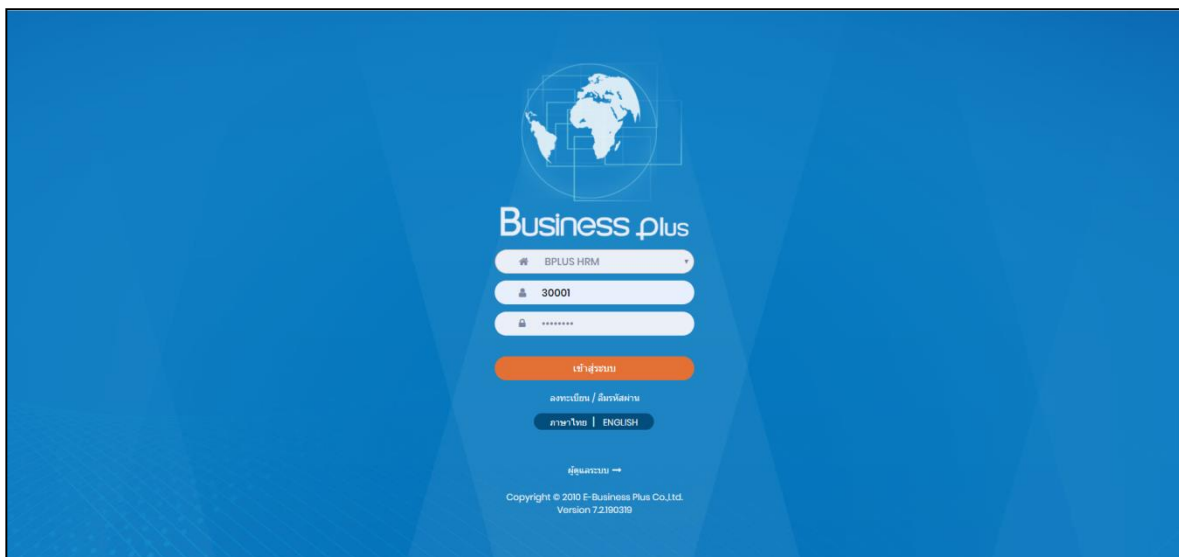 Business Plus
BPLUS HRM
30001
••••••••
เข้าสู่ระบบ
ลงทะเบียน / ลืมรหัสผ่าน
ภาษาไทย | ENGLISH
ผู้ดูแลระบบ →
Copyright © 2010 E-Business Plus Co.,Ltd.
Version 7.2.190319